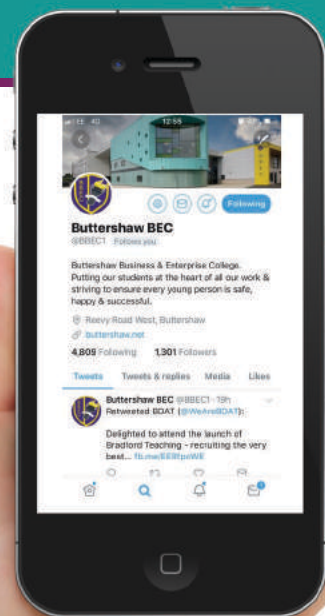 EE 4G 12:55
Following
Buttershaw BEC
@BBEC1 Follows you
Buttershaw Business & Enterprise College.
Putting our students at the heart of all our work &
striving to ensure every young person is safe,
happy & successful.
Reevy Road West, Buttershaw
buttershaw.net
4,809 Following 1,301 Followers
Tweets Tweets & replies Media Likes
Buttershaw BEC @BBEC1 · 19h
Retweeted BDAT (@WeAreBDAT):
Delighted to attend the launch of
Bradford Teaching - recruiting the very
best...